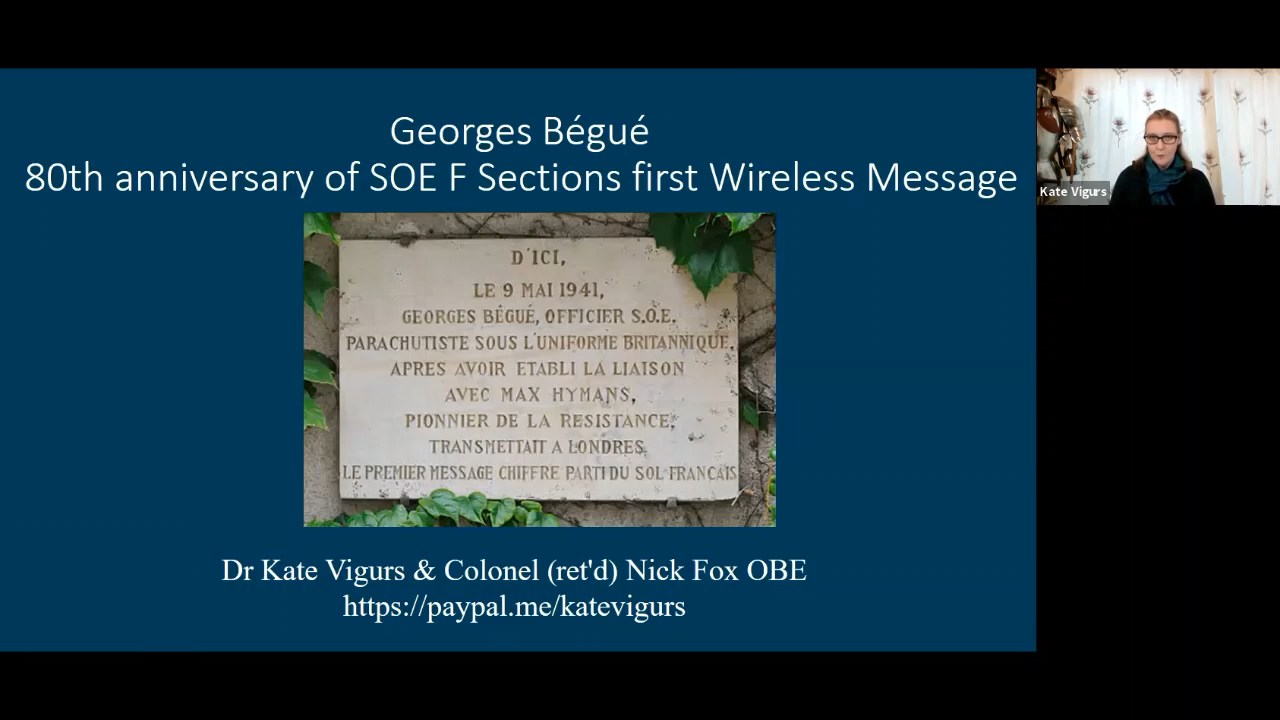 Georges Bégué
80th anniversary of SOE F Sections first Wireless Message
D'ICI,
LE 9 MAI 1941,
GEORGES BÉGUÉ, OFFICIER S.O.E.
PARACHUTISTE SOUS L'UNIFORME BRITANNIQUE,
APRES AVOIR ETABLI LA LIAISON
AVEC MAX HYMANS,
PIONNIER DE LA RESISTANCE,
TRANSMETTAIT A LONDRES
LE PREMIER MESSAGE CHIFFRE PARTI DU SOL FRANCAIS
Dr Kate Vigurs & Colonel (ret'd) Nick Fox OBE
https://paypal.me/katevigurs
Kate Vigurs